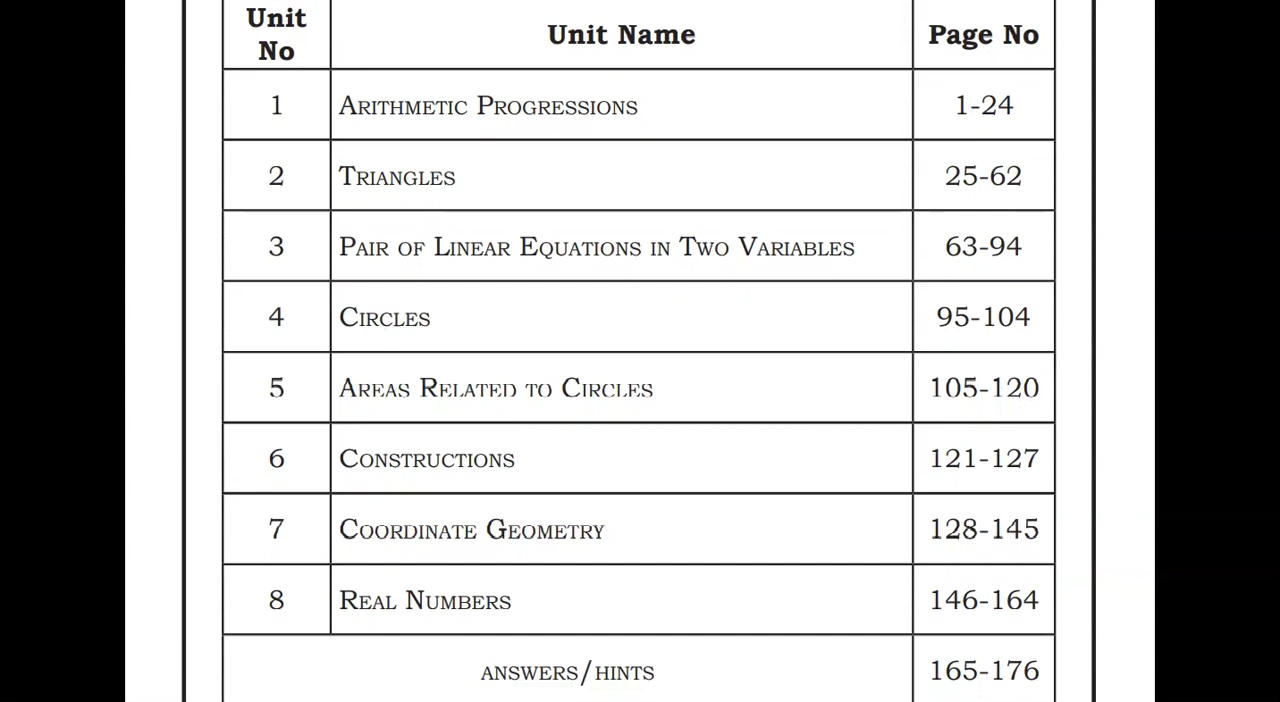 Unit No Unit Name Page No
1 Arithmetic Progressions 1-24
2 Triangles 25-62
3 Pair of Linear Equations in Two Variables 63-94
4 Circles 95-104
5 Areas Related to Circles 105-120
6 Constructions 121-127
7 Coordinate Geometry 128-145
8 Real Numbers 146-164
ANSWERS/HINTS 165-176